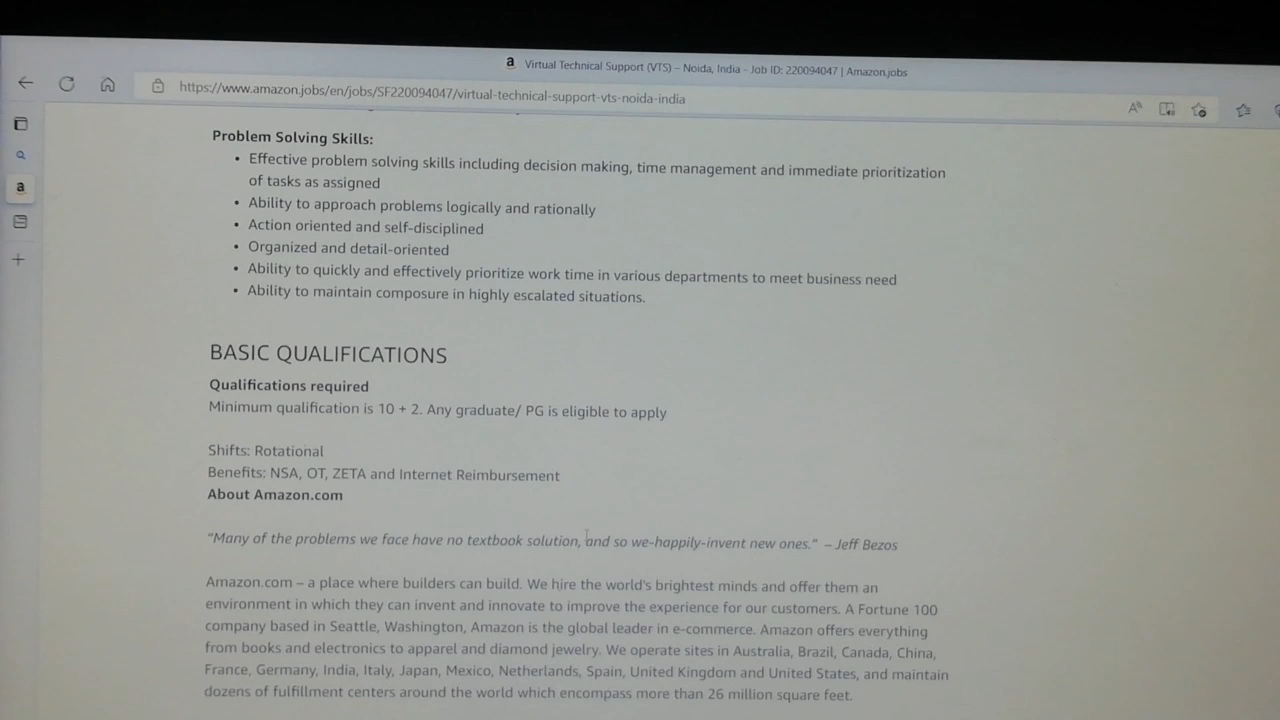 Virtual Technical Support (VTS) – Noida, India - Job ID: 220094047 | Amazon.jobs
https://www.amazon.jobs/en/jobs/SF220094047/virtual-technical-support-vts-noida-india
Problem Solving Skills:
• Effective problem solving skills including decision making, time management and immediate prioritization
of tasks as assigned
• Ability to approach problems logically and rationally
• Action oriented and self-disciplined
• Organized and detail-oriented
• Ability to quickly and effectively prioritize work time in various departments to meet business need
• Ability to maintain composure in highly escalated situations.
BASIC QUALIFICATIONS
Qualifications required
Minimum qualification is 10 + 2. Any graduate/ PG is eligible to apply
Shifts: Rotational
Benefits: NSA, OT, ZETA and Internet Reimbursement
About Amazon.com
“Many of the problems we face have no textbook solution, and so we-happily-invent new ones.” – Jeff Bezos
Amazon.com – a place where builders can build. We hire the world's brightest minds and offer them an
environment in which they can invent and innovate to improve the experience for our customers. A Fortune 100
company based in Seattle, Washington, Amazon is the global leader in e-commerce. Amazon offers everything
from books and electronics to apparel and diamond jewelry. We operate sites in Australia, Brazil, Canada, China,
France, Germany, India, Italy, Japan, Mexico, Netherlands, Spain, United Kingdom and United States, and maintain
dozens of fulfillment centers around the world which encompass more than 26 million square feet.